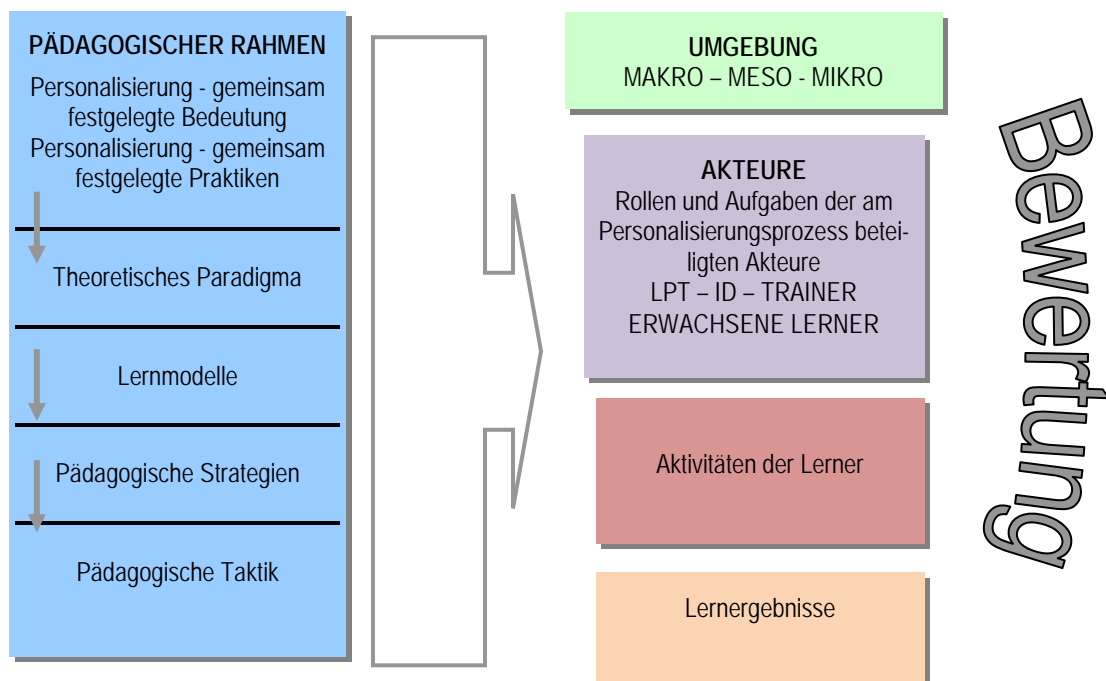 PÄDAGOGISCHER RAHMEN
Personalisierung - gemeinsam
festgelegte Bedeutung
Personalisierung - gemeinsam
festgelegte Praktiken
Theoretisches Paradigma
Lernmodelle
Pädagogische Strategien
Pädagogische Taktik
UMGEBUNG
MAKRO – MESO - MIKRO
AKTEURE
Rollen und Aufgaben der am
Personalisierungsprozess betei-
ligten Akteure
LPT – ID – TRAINER
ERWACHSENE LERNER
Aktivitäten der Lerner
Lernergebnisse
Bewertung